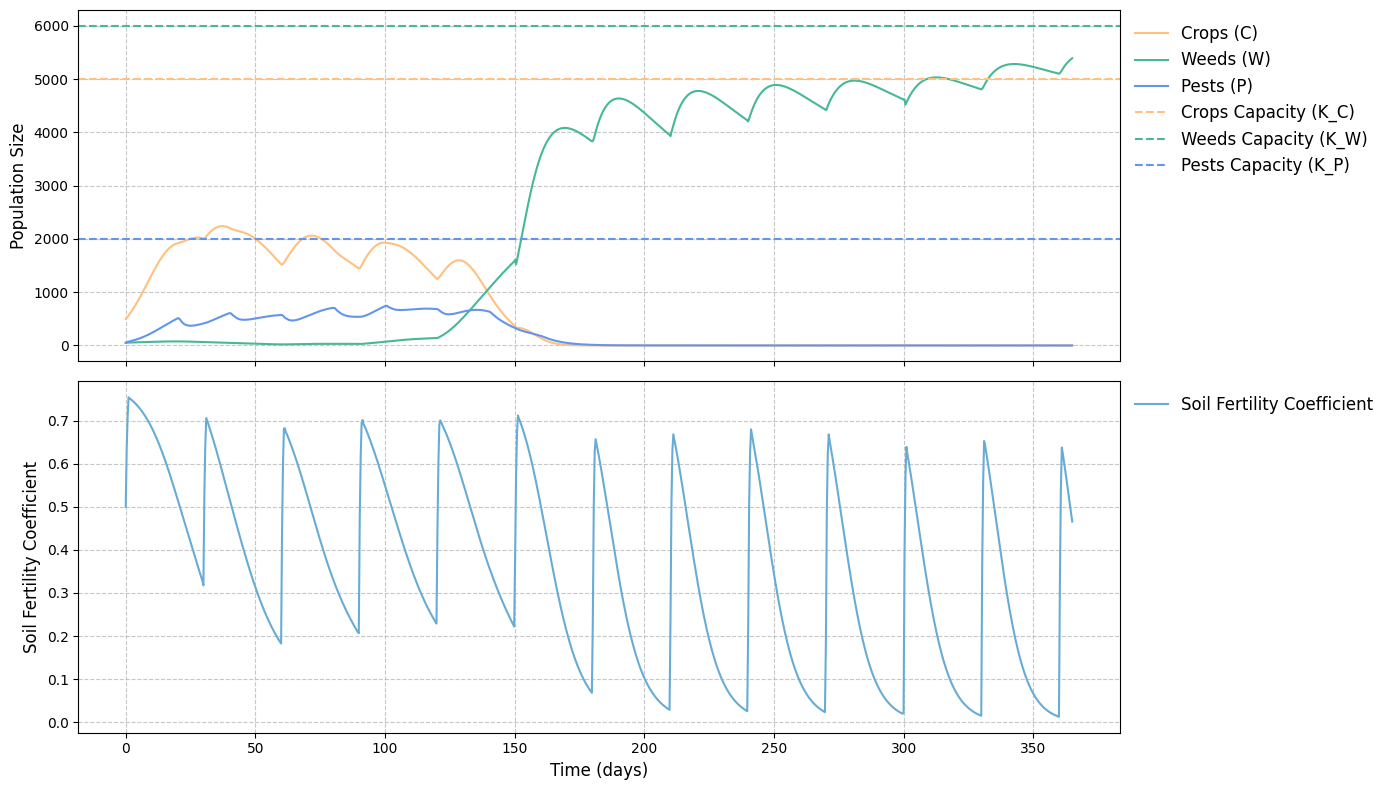 Population Size
6000
5000
4000
3000
2000
1000
0
Crops (C)
Weeds (W)
Pests (P)
Crops Capacity (K_C)
Weeds Capacity (K_W)
Pests Capacity (K_P)
Soil Fertility Coefficient
0.7
0.6
0.5
0.4
0.3
0.2
0.1
0.0
Soil Fertility Coefficient
0 50 100 150 200 250 300 350
Time (days)